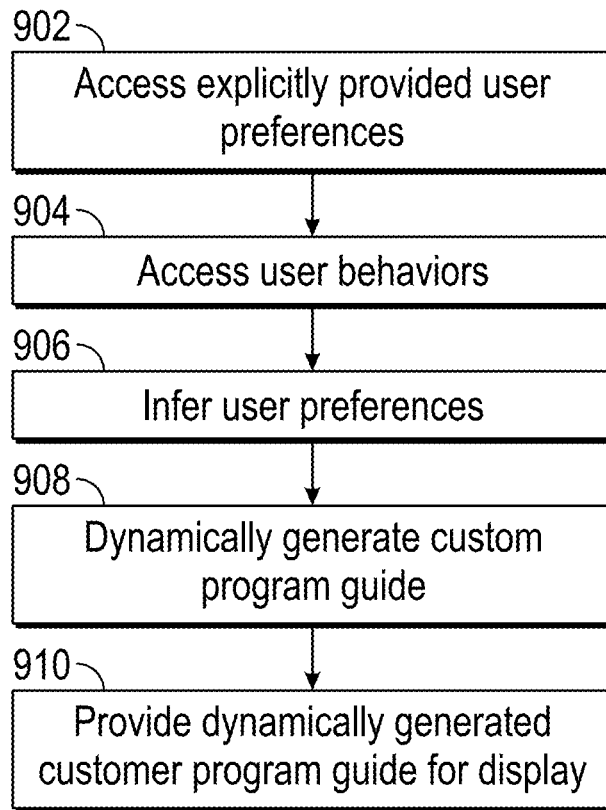 902
Access explicitly provided user
preferences
904
Access user behaviors
906
Infer user preferences
908
Dynamically generate custom
program guide
910
Provide dynamically generated
customer program guide for display